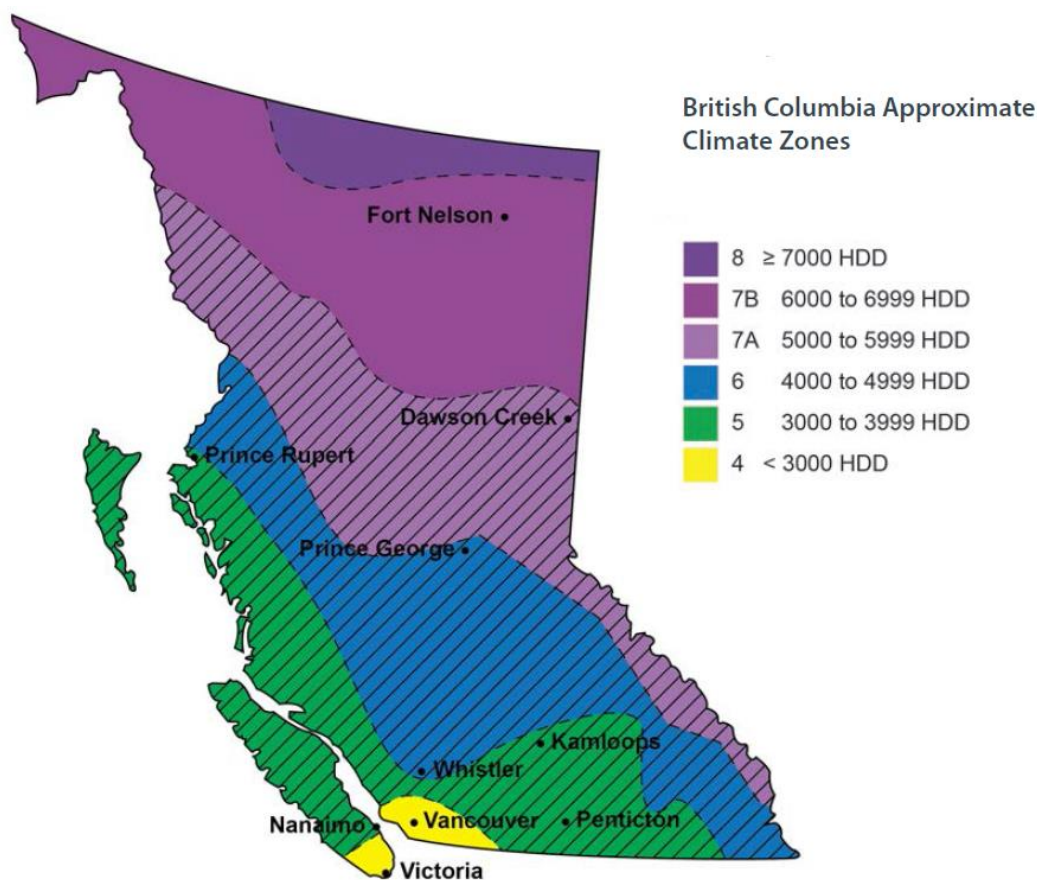 British Columbia Approximate
Climate Zones
8 ≥ 7000 HDD
7B 6000 to 6999 HDD
7A 5000 to 5999 HDD
6 4000 to 4999 HDD
5 3000 to 3999 HDD
4 < 3000 HDD
Fort Nelson
Dawson Creek
Prince Rupert
Prince George
Kamloops
Whistler
Nanaimo
Vancouver
Penticton
Victoria